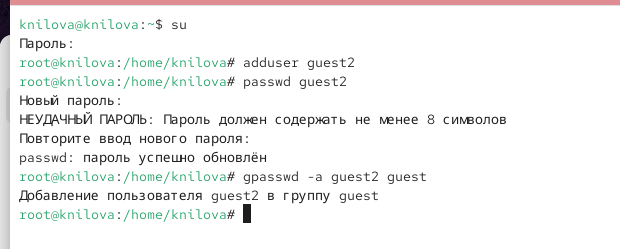 knilova@knilova:~$ su
Пароль:
root@knilova:/home/knilova# adduser guest2
root@knilova:/home/knilova# passwd guest2
Новый пароль:
НЕУДАЧНЫЙ ПАРОЛЬ: Пароль должен содержать не менее 8 символов
Повторите ввод нового пароля:
passwd: пароль успешно обновлён
root@knilova:/home/knilova# gpasswd -a guest2 guest
Добавление пользователя guest2 в группу guest
root@knilova:/home/knilova#